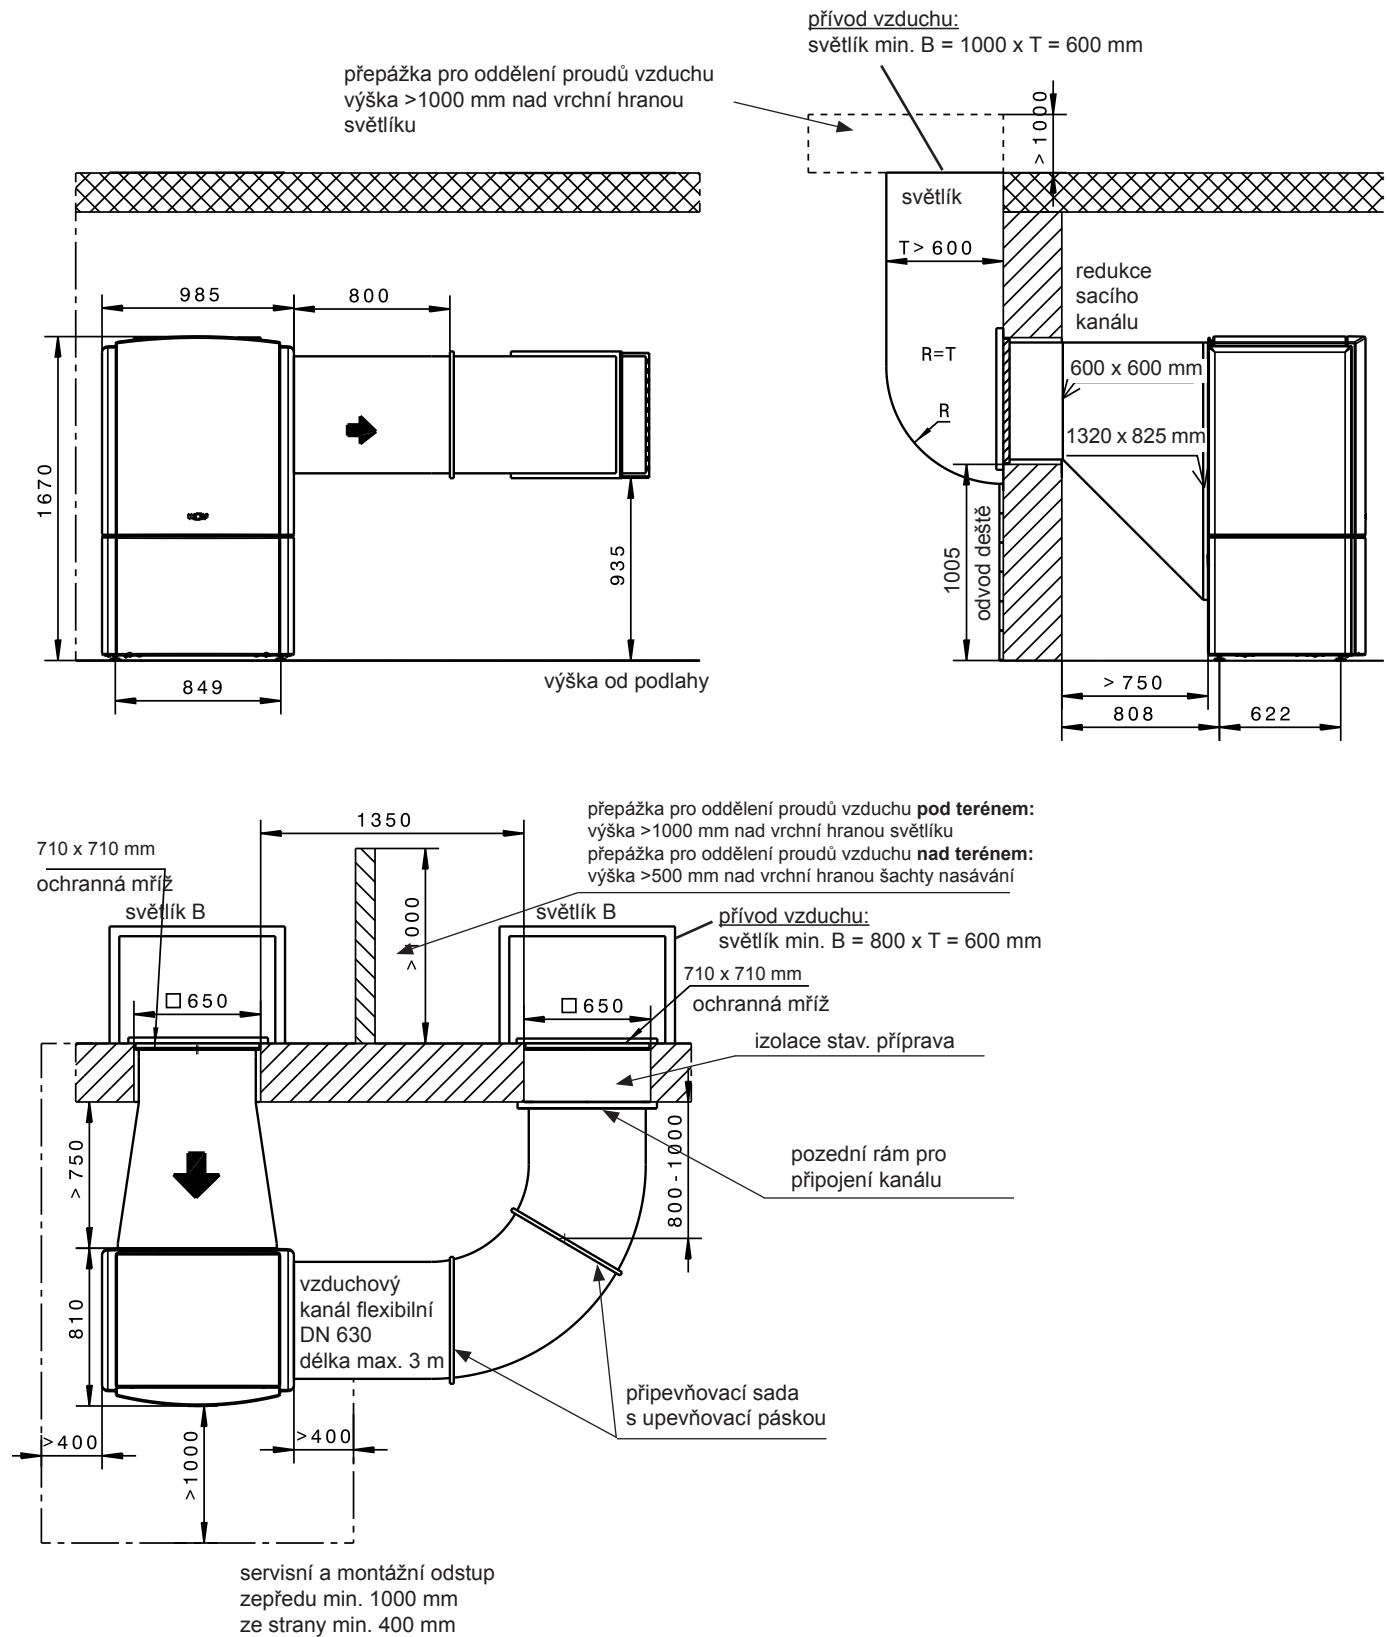 přívod vzduchu:
světlík min. B = 1000 x T = 600 mm
přepážka pro oddělení proudů vzduchu
výška >1000 mm nad vrchní hranou
světlíku
> 1000
světlík
T > 600
985
800
redukce
sacího
kanálu
R=T
600 x 600 mm
R
1320 x 825 mm
1670
935
1005
odvod deště
výška od podlahy
849
> 750
808
622
přepážka pro oddělení proudů vzduchu pod terénem:
výška >1000 mm nad vrchní hranou světlíku
přepážka pro oddělení proudů vzduchu nad terénem:
výška >500 mm nad vrchní hranou šachty nasávání
1350
710 x 710 mm
ochranná mříž
světlík B
>1000
světlík B
přívod vzduchu:
světlík min. B = 800 x T = 600 mm
710 x 710 mm
ochranná mříž
□ 650
□ 650
izolace stav. příprava
> 750
800 - 1000
pozední rám pro
připojení kanálu
810
vzduchový
kanál flexibilní
DN 630
délka max. 3 m
připevňovací sada
s upevňovací páskou
>400
>1000
>400
servisní a montážní odstup
zepředu min. 1000 mm
ze strany min. 400 mm